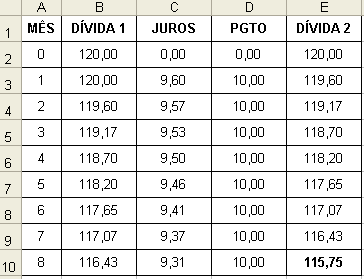 A B C D E
1 MÊS DÍVIDA 1 JUROS PGTO DÍVIDA 2
2 0 120,00 0,00 0,00 120,00
3 1 120,00 9,60 10,00 119,60
4 2 119,60 9,57 10,00 119,17
5 3 119,17 9,53 10,00 118,70
6 4 118,70 9,50 10,00 118,20
7 5 118,20 9,46 10,00 117,65
8 6 117,65 9,41 10,00 117,07
9 7 117,07 9,37 10,00 116,43
10 8 116,43 9,31 10,00 115,75